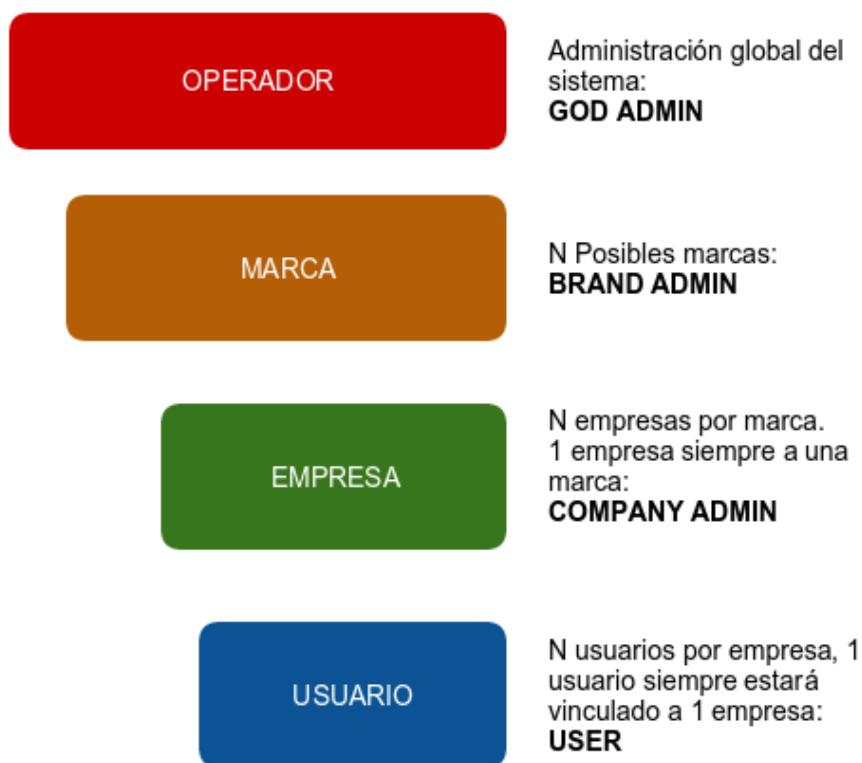 OPERADOR
Administración global del
sistema:
GOD ADMIN
MARCA
N Posibles marcas:
BRAND ADMIN
EMPRESA
N empresas por marca.
1 empresa siempre a una
marca:
COMPANY ADMIN
USUARIO
N usuarios por empresa, 1
usuario siempre estará
vinculado a 1 empresa:
USER